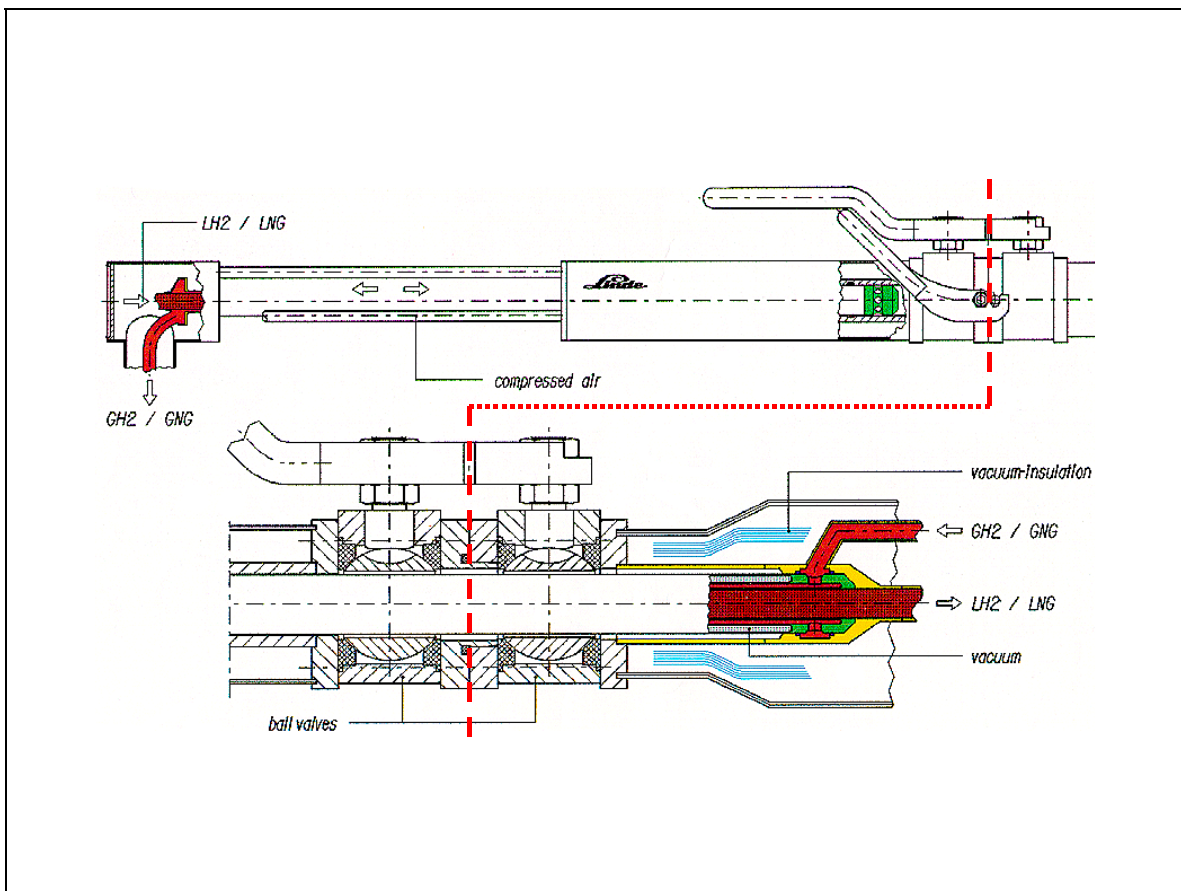 LH2 / LNG
Linde
compressed air
GH2 / GNG
vacuum-insulation
GH2 / GNG
LH2 / LNG
vacuum
ball valves